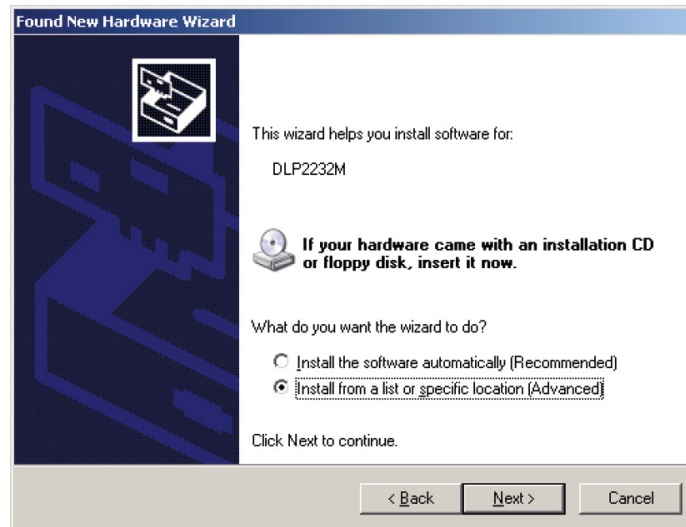 Found New Hardware Wizard
This wizard helps you install software for:
DLP2232M
If your hardware came with an installation CD
or floppy disk, insert it now.
What do you want the wizard to do?
Install the software automatically (Recommended)
Install from a list or specific location (Advanced)
Click Next to continue.
< Back Next > Cancel